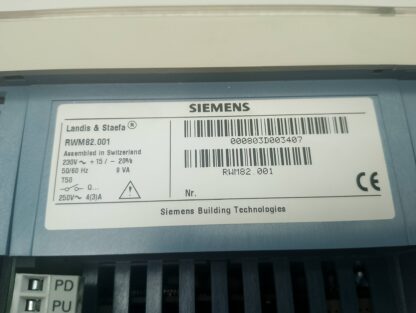 SIEMENS
Landis & Staefa®
RWM82.001
Assembled in Switzerland
230V~ +15/-20%
50/60 Hz 9 VA
T50
Q...
250V~ 4(3)A
000803D003407
RWM82.001
Nr.
CE
Siemens Building Technologies
PD
PU